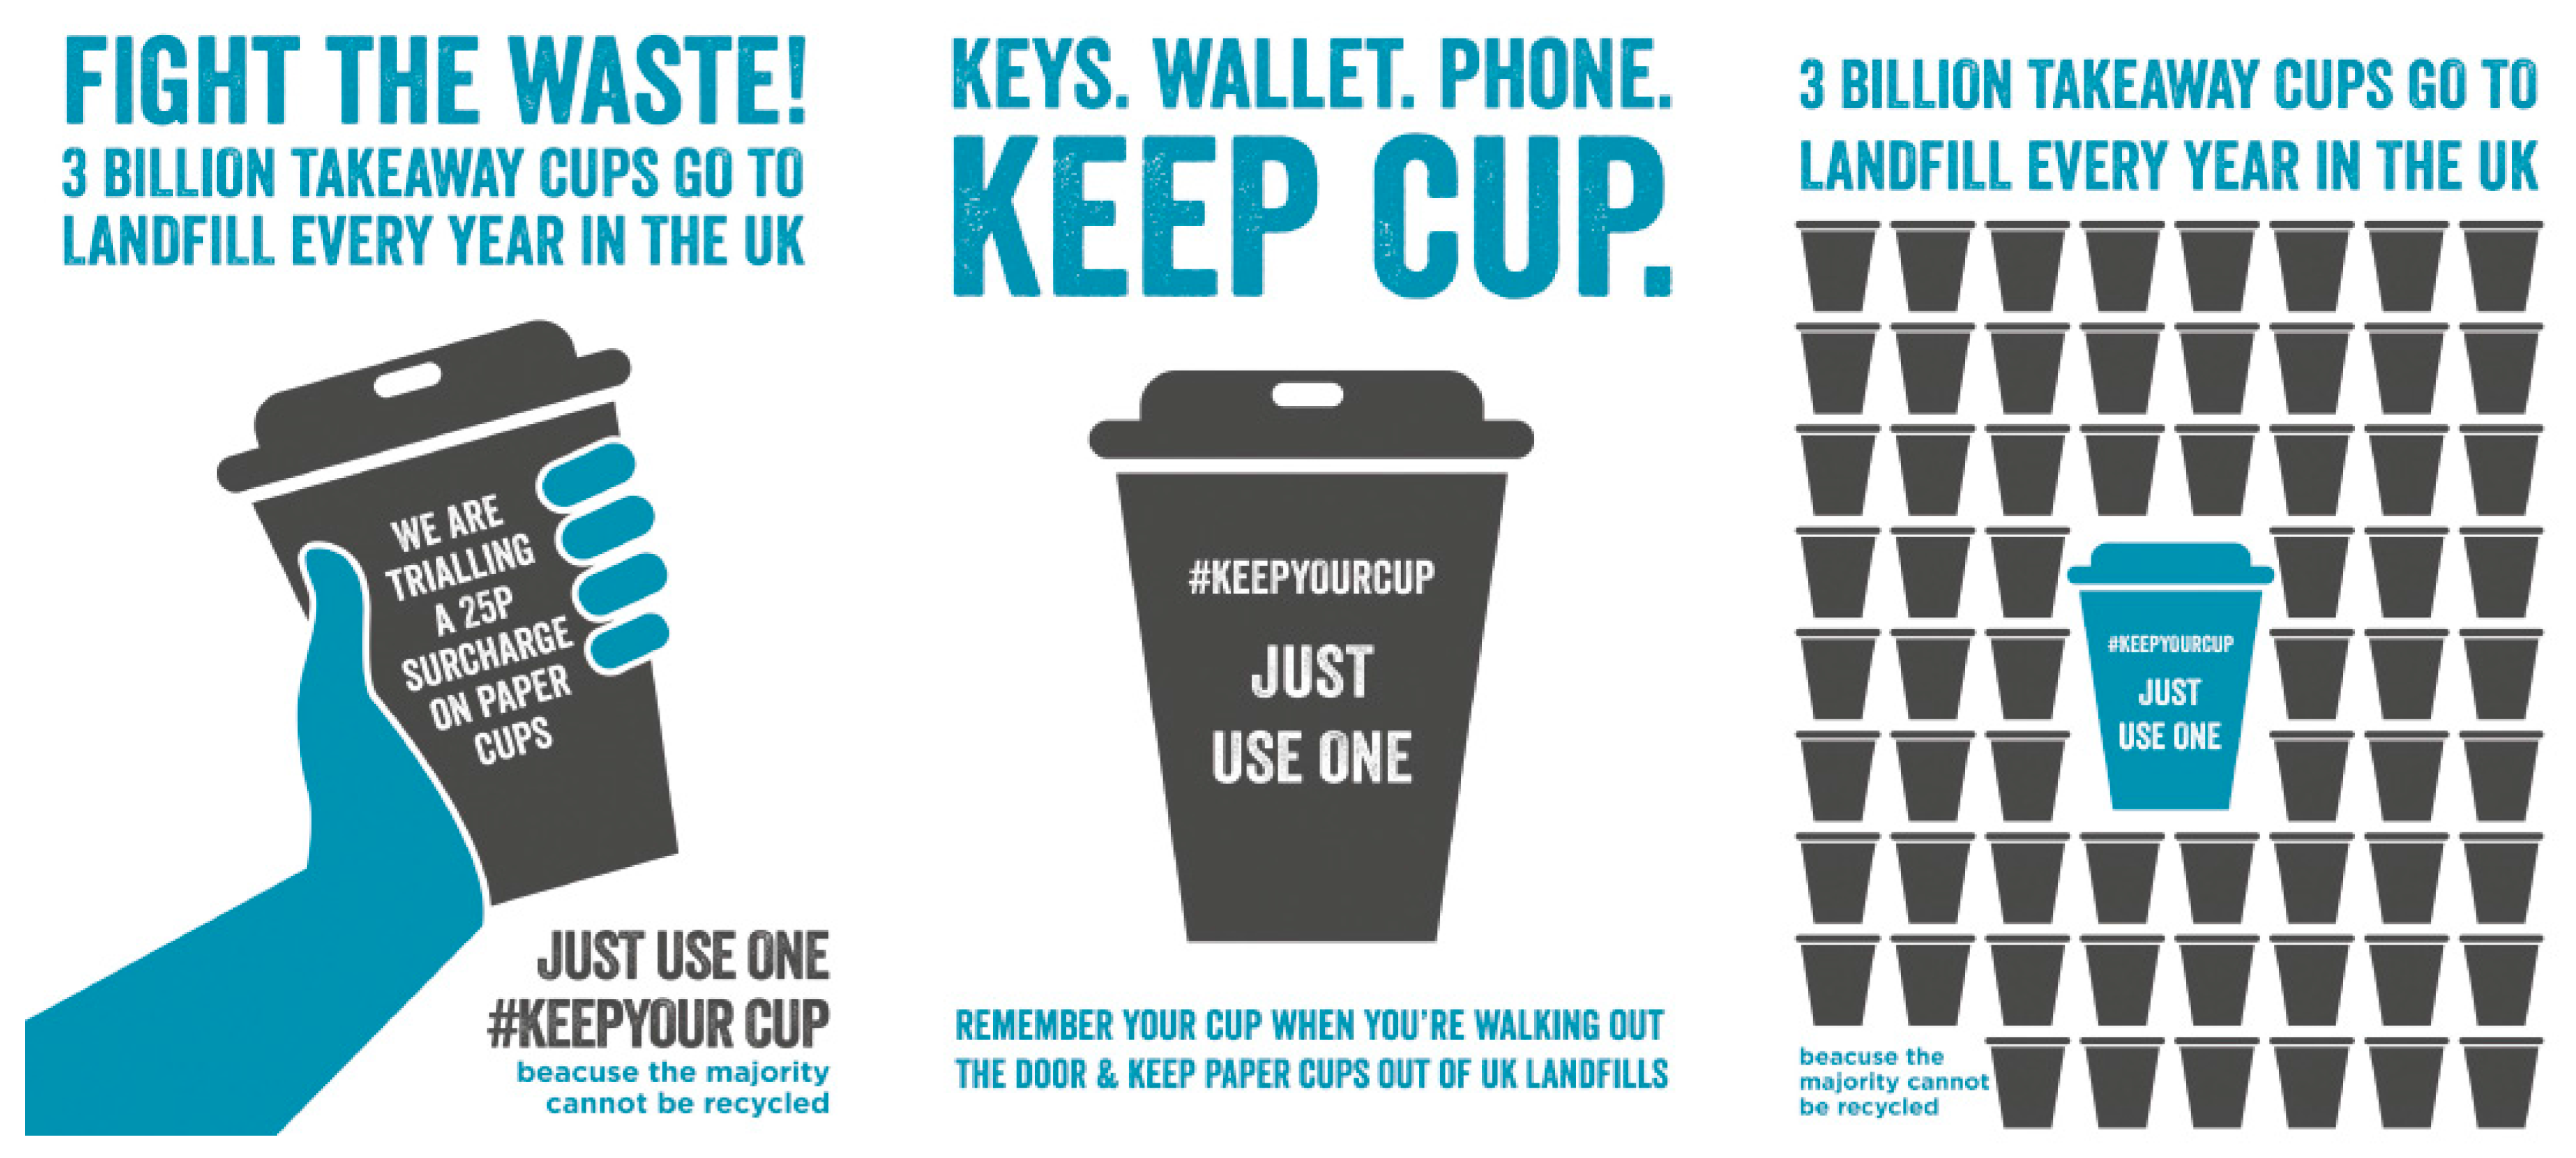 FIGHT THE WASTE!
3 BILLION TAKEAWAY CUPS GO TO
LANDFILL EVERY YEAR IN THE UK
WE ARE
TRIALLING
A 25P
SURCHARGE
ON PAPER
CUPS
JUST USE ONE
#KEEPYOUR CUP
beacuse the majority
cannot be recycled
KEYS. WALLET. PHONE.
KEEP CUP.
#KEEPYOURCUP
JUST
USE ONE
REMEMBER YOUR CUP WHEN YOU'RE WALKING OUT
THE DOOR & KEEP PAPER CUPS OUT OF UK LANDFILLS
3 BILLION TAKEAWAY CUPS GO TO
LANDFILL EVERY YEAR IN THE UK
#KEEPYOURCUP
JUST
USE ONE
beacuse the
majority cannot
be recycled